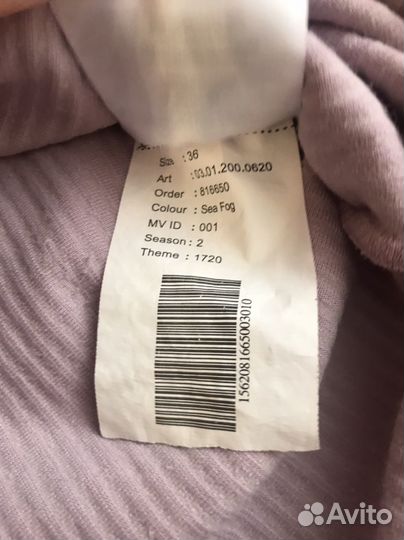 Size : 36
Art : 03.01.200.0620
Order : 816650
Colour : Sea Fog
MV ID : 001
Season : 2
Theme : 1720
1562081665003010
Avito